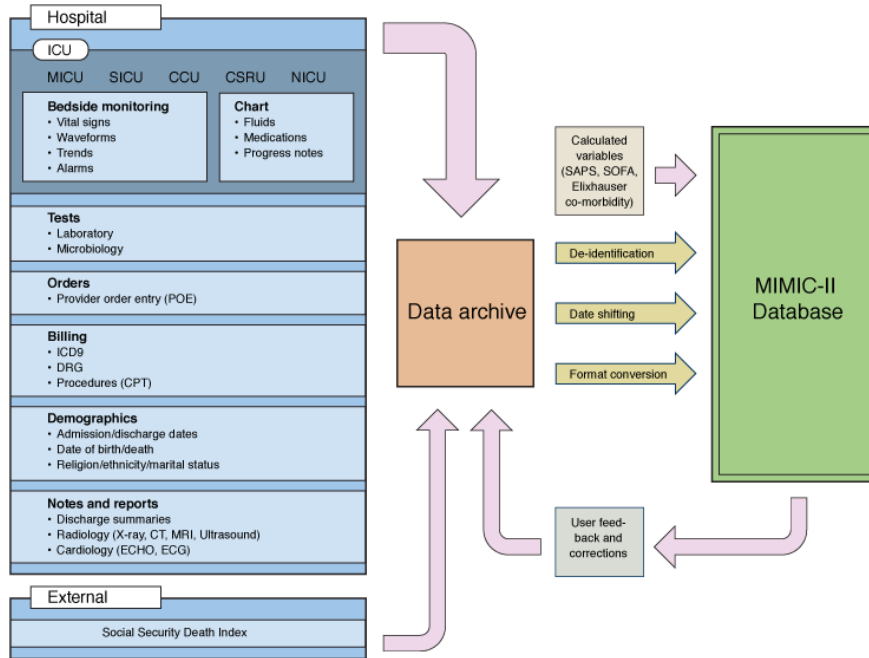 Hospital
ICU
MICU SICU CCU CSRU NICU
Bedside monitoring
• Vital signs
• Waveforms
• Trends
• Alarms
Chart
• Fluids
• Medications
• Progress notes
Tests
• Laboratory
• Microbiology
Orders
• Provider order entry (POE)
Billing
• ICD9
• DRG
• Procedures (CPT)
Demographics
• Admission/discharge dates
• Date of birth/death
• Religion/ethnicity/marital status
Notes and reports
• Discharge summaries
• Radiology (X-ray, CT, MRI, Ultrasound)
• Cardiology (ECHO, ECG)
External
Social Security Death Index
Data archive
Calculated
variables
(SAPS, SOFA,
Elixhauser
co-morbidity)
De-identification
Date shifting
Format conversion
MIMIC-II
Database
User feed-
back and
corrections